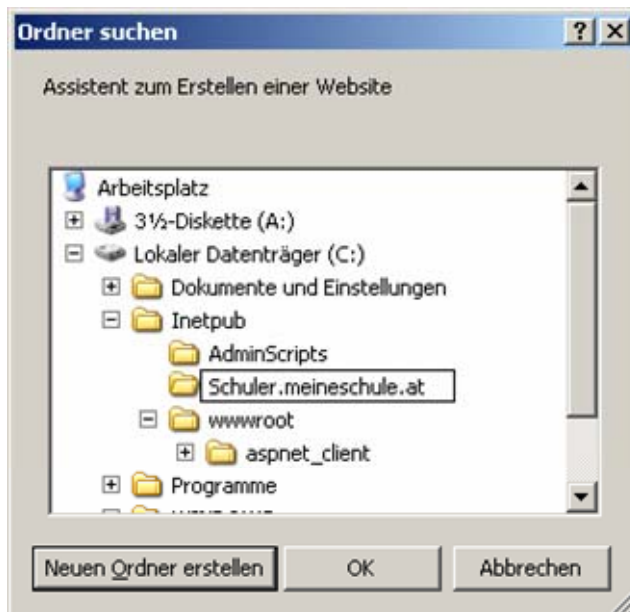 Ordner suchen
Assistent zum Erstellen einer Website
Arbeitsplatz
3½-Diskette (A:)
Lokaler Datenträger (C:)
Dokumente und Einstellungen
Inetpub
AdminScripts
Schuler.meineschule.at
wwwroot
aspnet_client
Programme
Neuen Ordner erstellen
OK
Abbrechen